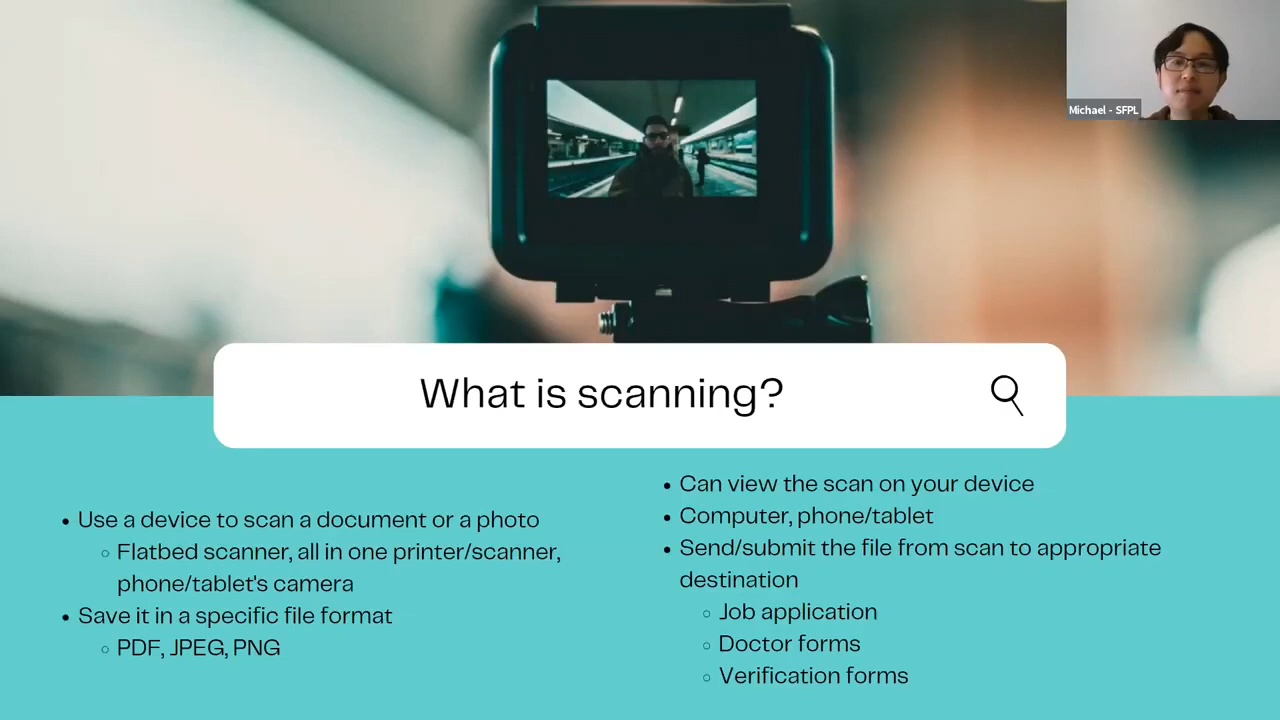 Michael - SFPL
What is scanning?
• Use a device to scan a document or a photo
◦ Flatbed scanner, all in one printer/scanner,
phone/tablet's camera
• Save it in a specific file format
◦ PDF, JPEG, PNG
• Can view the scan on your device
• Computer, phone/tablet
• Send/submit the file from scan to appropriate
destination
◦ Job application
◦ Doctor forms
◦ Verification forms